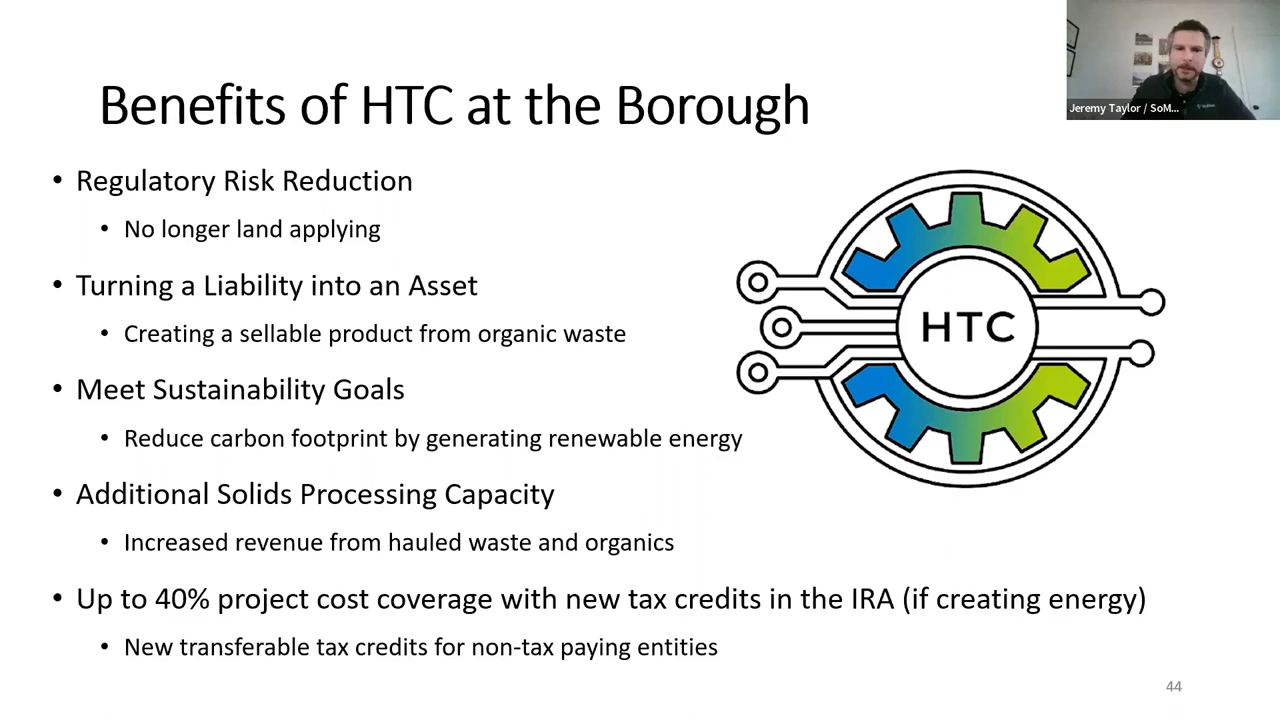 Jeremy Taylor / SoM...
Benefits of HTC at the Borough
• Regulatory Risk Reduction
• No longer land applying
• Turning a Liability into an Asset
• Creating a sellable product from organic waste
• Meet Sustainability Goals
• Reduce carbon footprint by generating renewable energy
• Additional Solids Processing Capacity
• Increased revenue from hauled waste and organics
• Up to 40% project cost coverage with new tax credits in the IRA (if creating energy)
• New transferable tax credits for non-tax paying entities
HTC
44